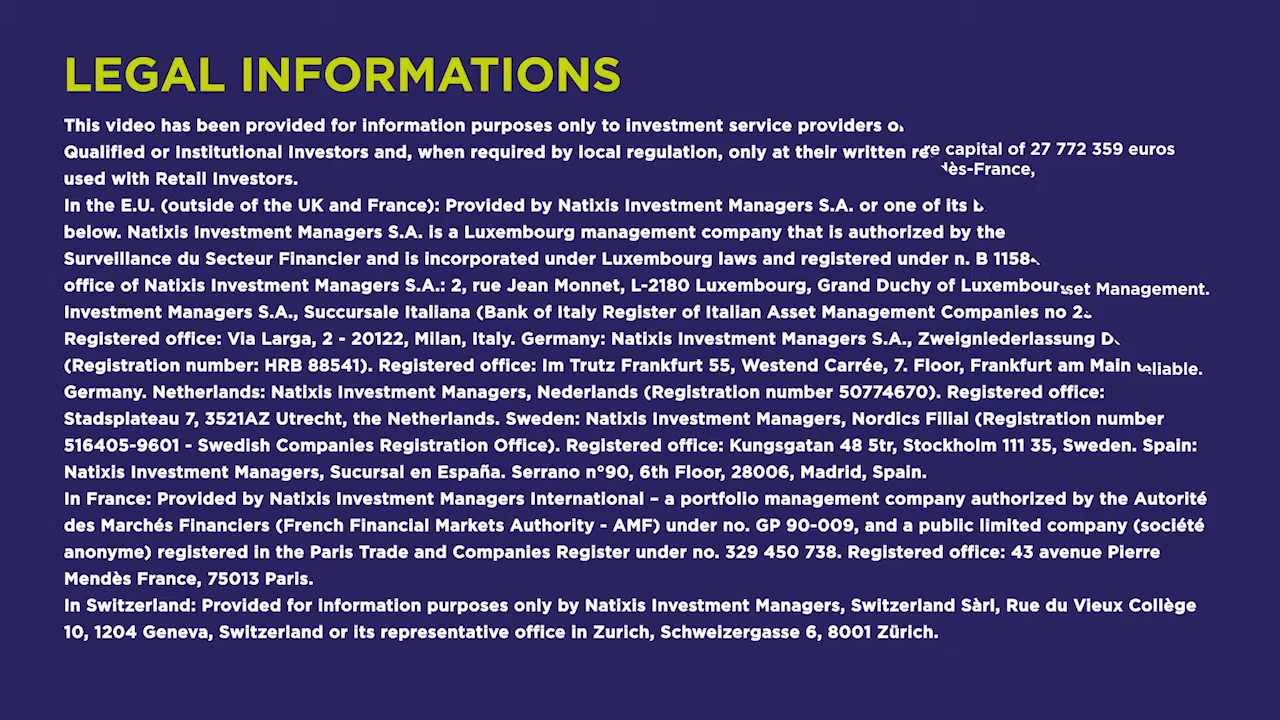 LEGAL INFORMATIONS
This video has been provided for information purposes only to investment service providers
Qualified or Institutional Investors and, when required by local regulation, only at their written
capital of 27 772 359 euros
used with Retail Investors.
In the E.U. (outside of the UK and France): Provided by Natixis Investment Managers S.A. or one of its
below. Natixis Investment Managers S.A. is a Luxembourg management company that is authorized by the
Surveillance du Secteur Financier and is incorporated under Luxembourg laws and registered under n. B
office of Natixis Investment Managers S.A.: 2, rue Jean Monnet, L-2180 Luxembourg, Grand Duchy of
Management.
Investment Managers S.A., Succursale Italiana (Bank of Italy Register of Italian Asset Management Companies no
Registered office: Via Larga, 2 - 20122, Milan, Italy. Germany: Natixis Investment Managers S.A., Zweigniederlassung
(Registration number: HRB 88541). Registered office: Im Trutz Frankfurt 55, Westend Carrée, 7. Floor, Frankfurt am Main
Germany. Netherlands: Natixis Investment Managers, Nederlands (Registration number 50774670). Registered office:
Stadsplateau 7, 3521AZ Utrecht, the Netherlands. Sweden: Natixis Investment Managers, Nordics Filial (Registration number
516405-9601 - Swedish Companies Registration Office). Registered office: Kungsgatan 48 5tr, Stockholm 111 35, Sweden. Spain:
Natixis Investment Managers, Sucursal en España. Serrano n°90, 6th Floor, 28006, Madrid, Spain.
In France: Provided by Natixis Investment Managers International – a portfolio management company authorized by the Autorité
des Marchés Financiers (French Financial Markets Authority - AMF) under no. GP 90-009, and a public limited company (société
anonyme) registered in the Paris Trade and Companies Register under no. 329 450 738. Registered office: 43 avenue Pierre
Mendès France, 75013 Paris.
In Switzerland: Provided for information purposes only by Natixis Investment Managers, Switzerland Sàrl, Rue du Vieux Collège
10, 1204 Geneva, Switzerland or its representative office in Zurich, Schweizergasse 6, 8001 Zürich.